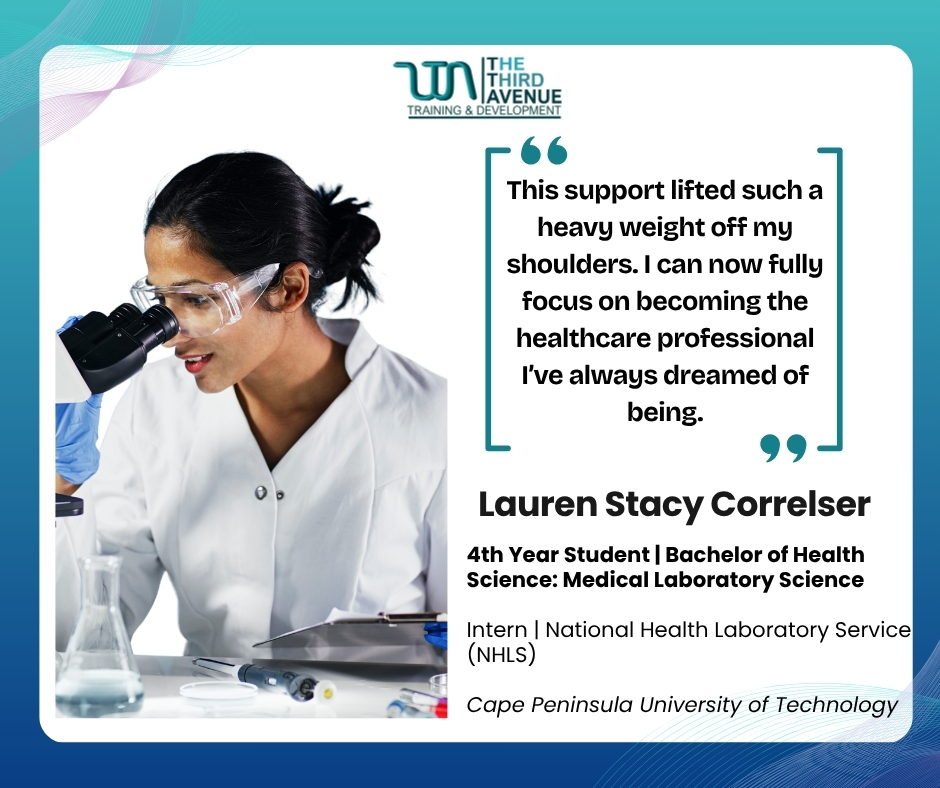 THE
THIRD
AVENUE
TRAINING & DEVELOPMENT
“
This support lifted such a
heavy weight off my
shoulders. I can now fully
focus on becoming the
healthcare professional
I’ve always dreamed of
being.
”
Lauren Stacy Correlser
4th Year Student | Bachelor of Health
Science: Medical Laboratory Science
Intern | National Health Laboratory Service
(NHLS)
Cape Peninsula University of Technology